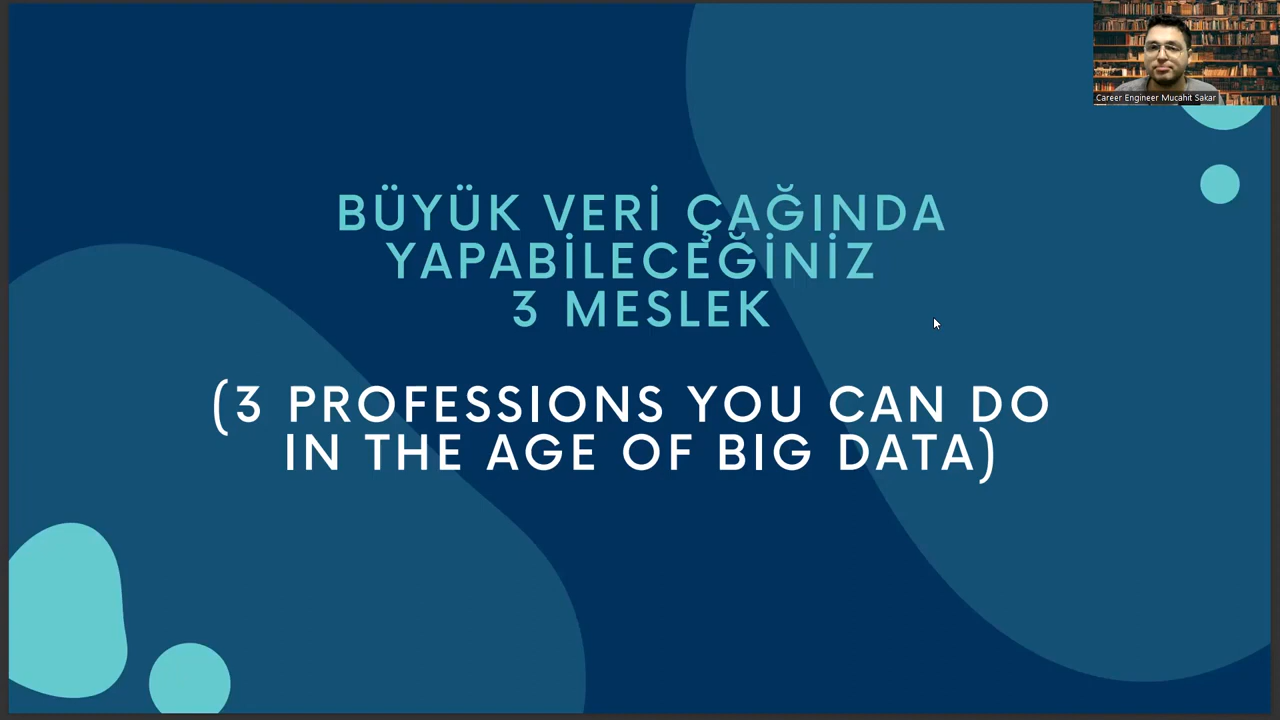 Career Engineer Mucahit Sakar
BÜYÜK VERİ ÇAĞINDA
YAPABİLECEĞİNİZ
3 MESLEK
(3 PROFESSIONS YOU CAN DO
IN THE AGE OF BIG DATA)